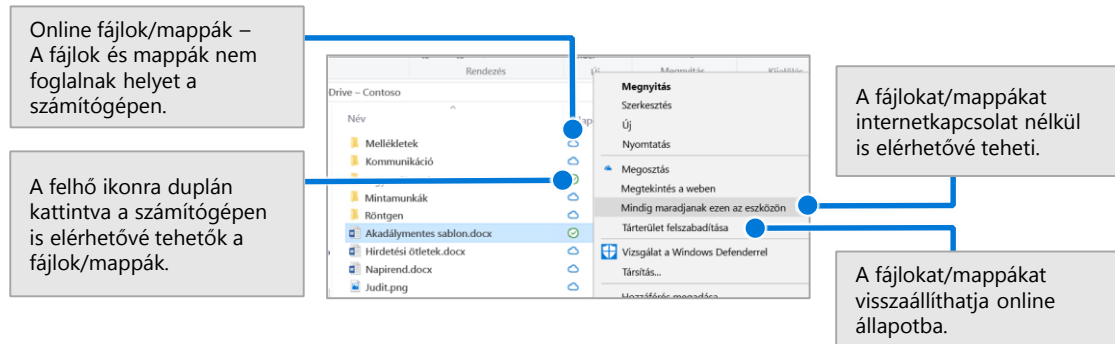 Online fájlok/mappák –
A fájlok és mappák nem
foglalnak helyet a
számítógépen.
A felhő ikonra duplán
kattintva a számítógépen
is elérhetővé tehetők a
fájlok/mappák.
Rendezés
Megnyitás
Kijelölés
Drive – Contoso
Név
Mellékletek
Kommunikáció
Mintamunkák
Röntgen
Akadálymentes sablon.docx
Hirdetési ötletek.docx
Napirend.docx
Judit.png
Megnyitás
Szerkesztés
Új
Nyomtatás
Megosztás
Megtekintés a weben
Mindig maradjanak ezen az eszközön
Tárterület felszabadítása
Vizsgálat a Windows Defenderrel
Társítás...
Hozzáférés megadása
A fájlokat/mappákat
internetkapcsolat nélkül
is elérhetővé teheti.
A fájlokat/mappákat
visszaállíthatja online
állapotba.